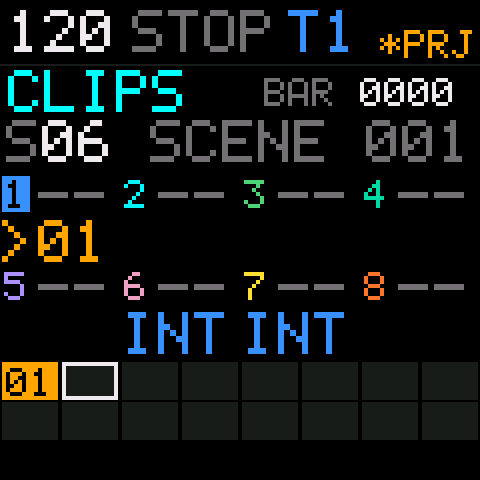 120 STOP T1 *PRJ
CLIPS BAR 0000
S06 SCENE 001
1 -- 2 -- 3 -- 4 --
>01
5 -- 6 -- 7 -- 8 --
INT INT
01